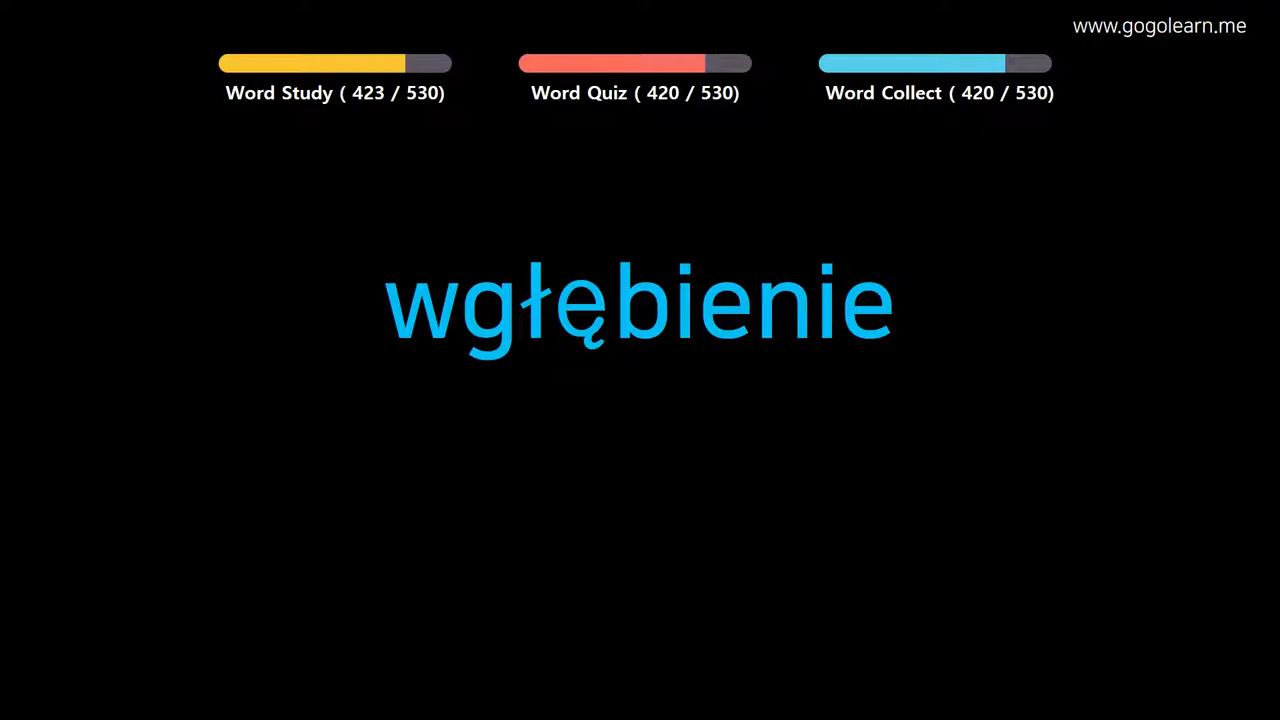 www.gogolearn.me
Word Study ( 423 / 530)
Word Quiz ( 420 / 530)
Word Collect ( 420 / 530)
wgłębienie